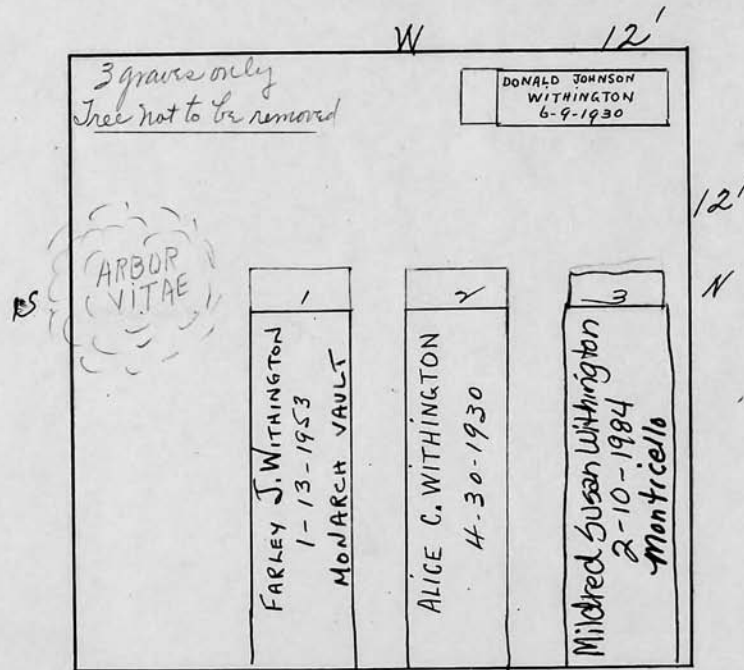 W
12'
3 graves only
Tree not to be removed
DONALD JOHNSON
WITHINGTON
6-9-1930
12'
ARBOR
VITAE
S
N
1
2
3
FARLEY J. WITHINGTON
1-13-1953
MONARCH VAULT
ALICE C. WITHINGTON
4-30-1930
Mildred Susan Withington
2-10-1984
Monticello